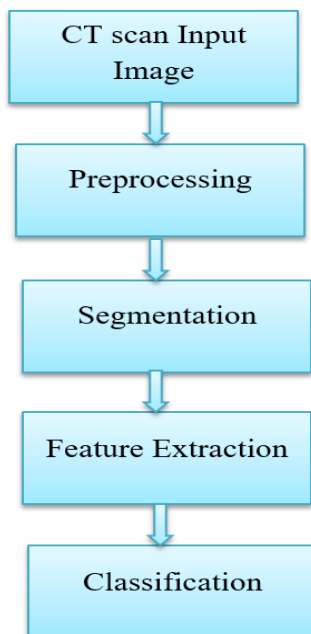 CT scan Input
Image
Preprocessing
Segmentation
Feature Extraction
Classification